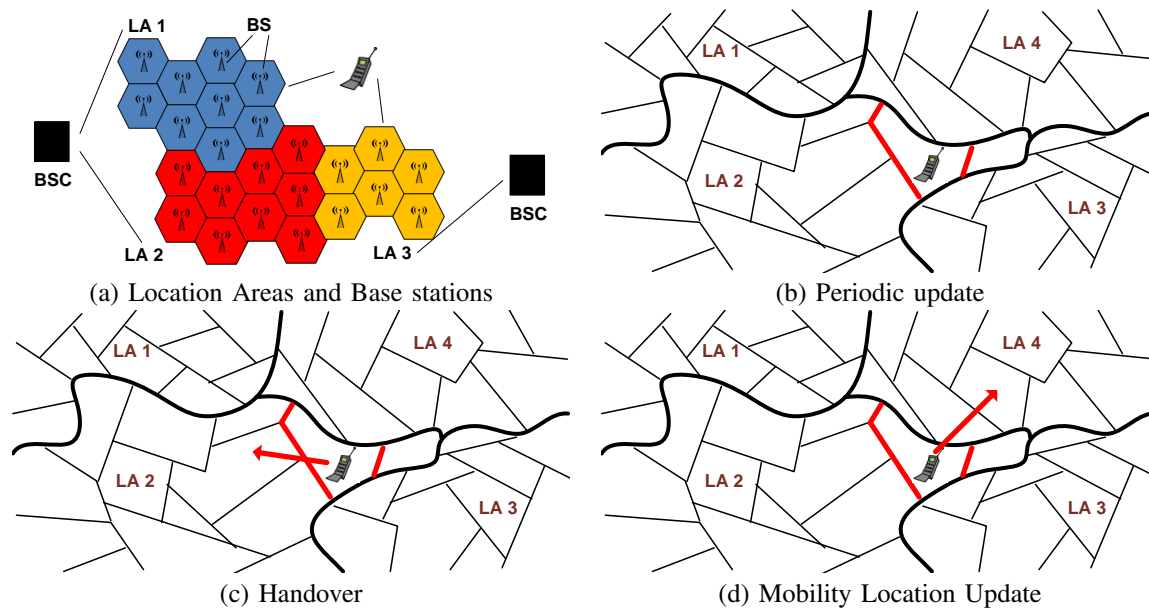 LA 1
BS
BSC
BSC
LA 2
LA 3
(a) Location Areas and Base stations
LA 1
LA 4
LA 2
LA 3
(b) Periodic update
LA 1
LA 4
LA 2
LA 3
(c) Handover
LA 1
LA 4
LA 2
LA 3
(d) Mobility Location Update